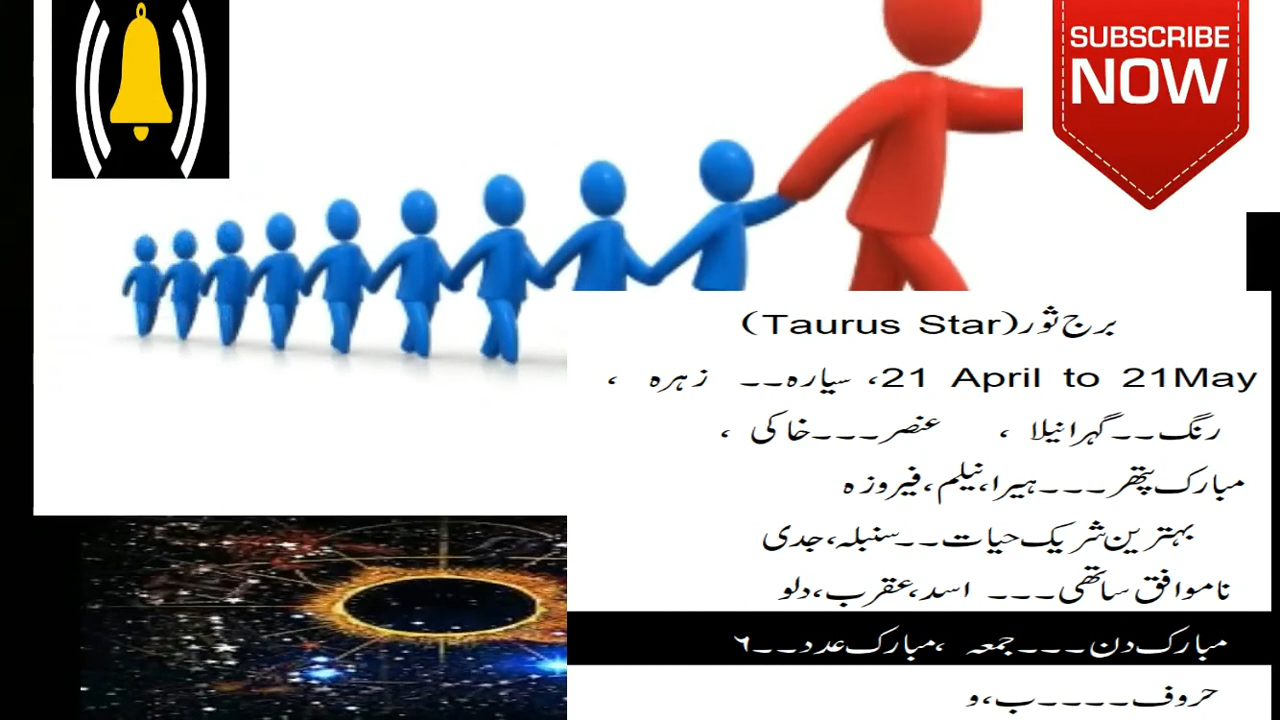 SUBSCRIBE
NOW
برج ثور(Taurus Star)
21 April to 21May، سیارہ۔۔ زہرہ ،
رنگ۔۔گہرا نیلا ، عنصر۔۔۔خاکی ،
مبارک پتھر۔۔۔ہیرا،نیلم،فیروزہ
بہترین شریک حیات۔۔سنبلہ،جدی
ناموافق ساتھی۔۔۔ اسد،عقرب،دلو
مبارک دن ۔۔۔جمعہ ،مبارک عدد۔۔۶
حروف۔۔۔۔ب،و